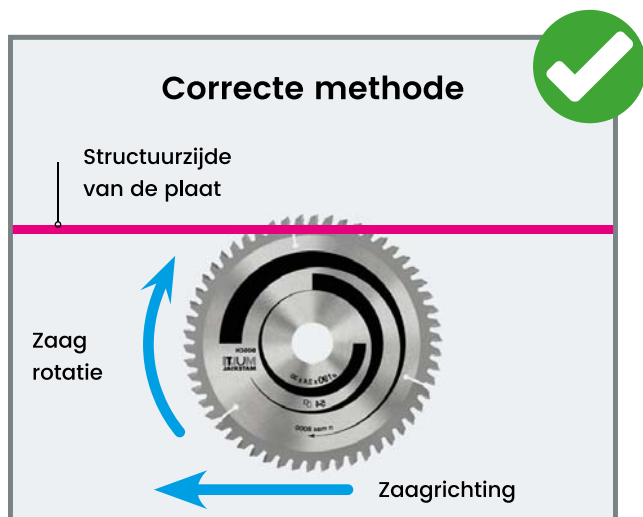 Correcte methode
Structuurzijde
van de plaat
Zaag
rotatie
Zaagrichting